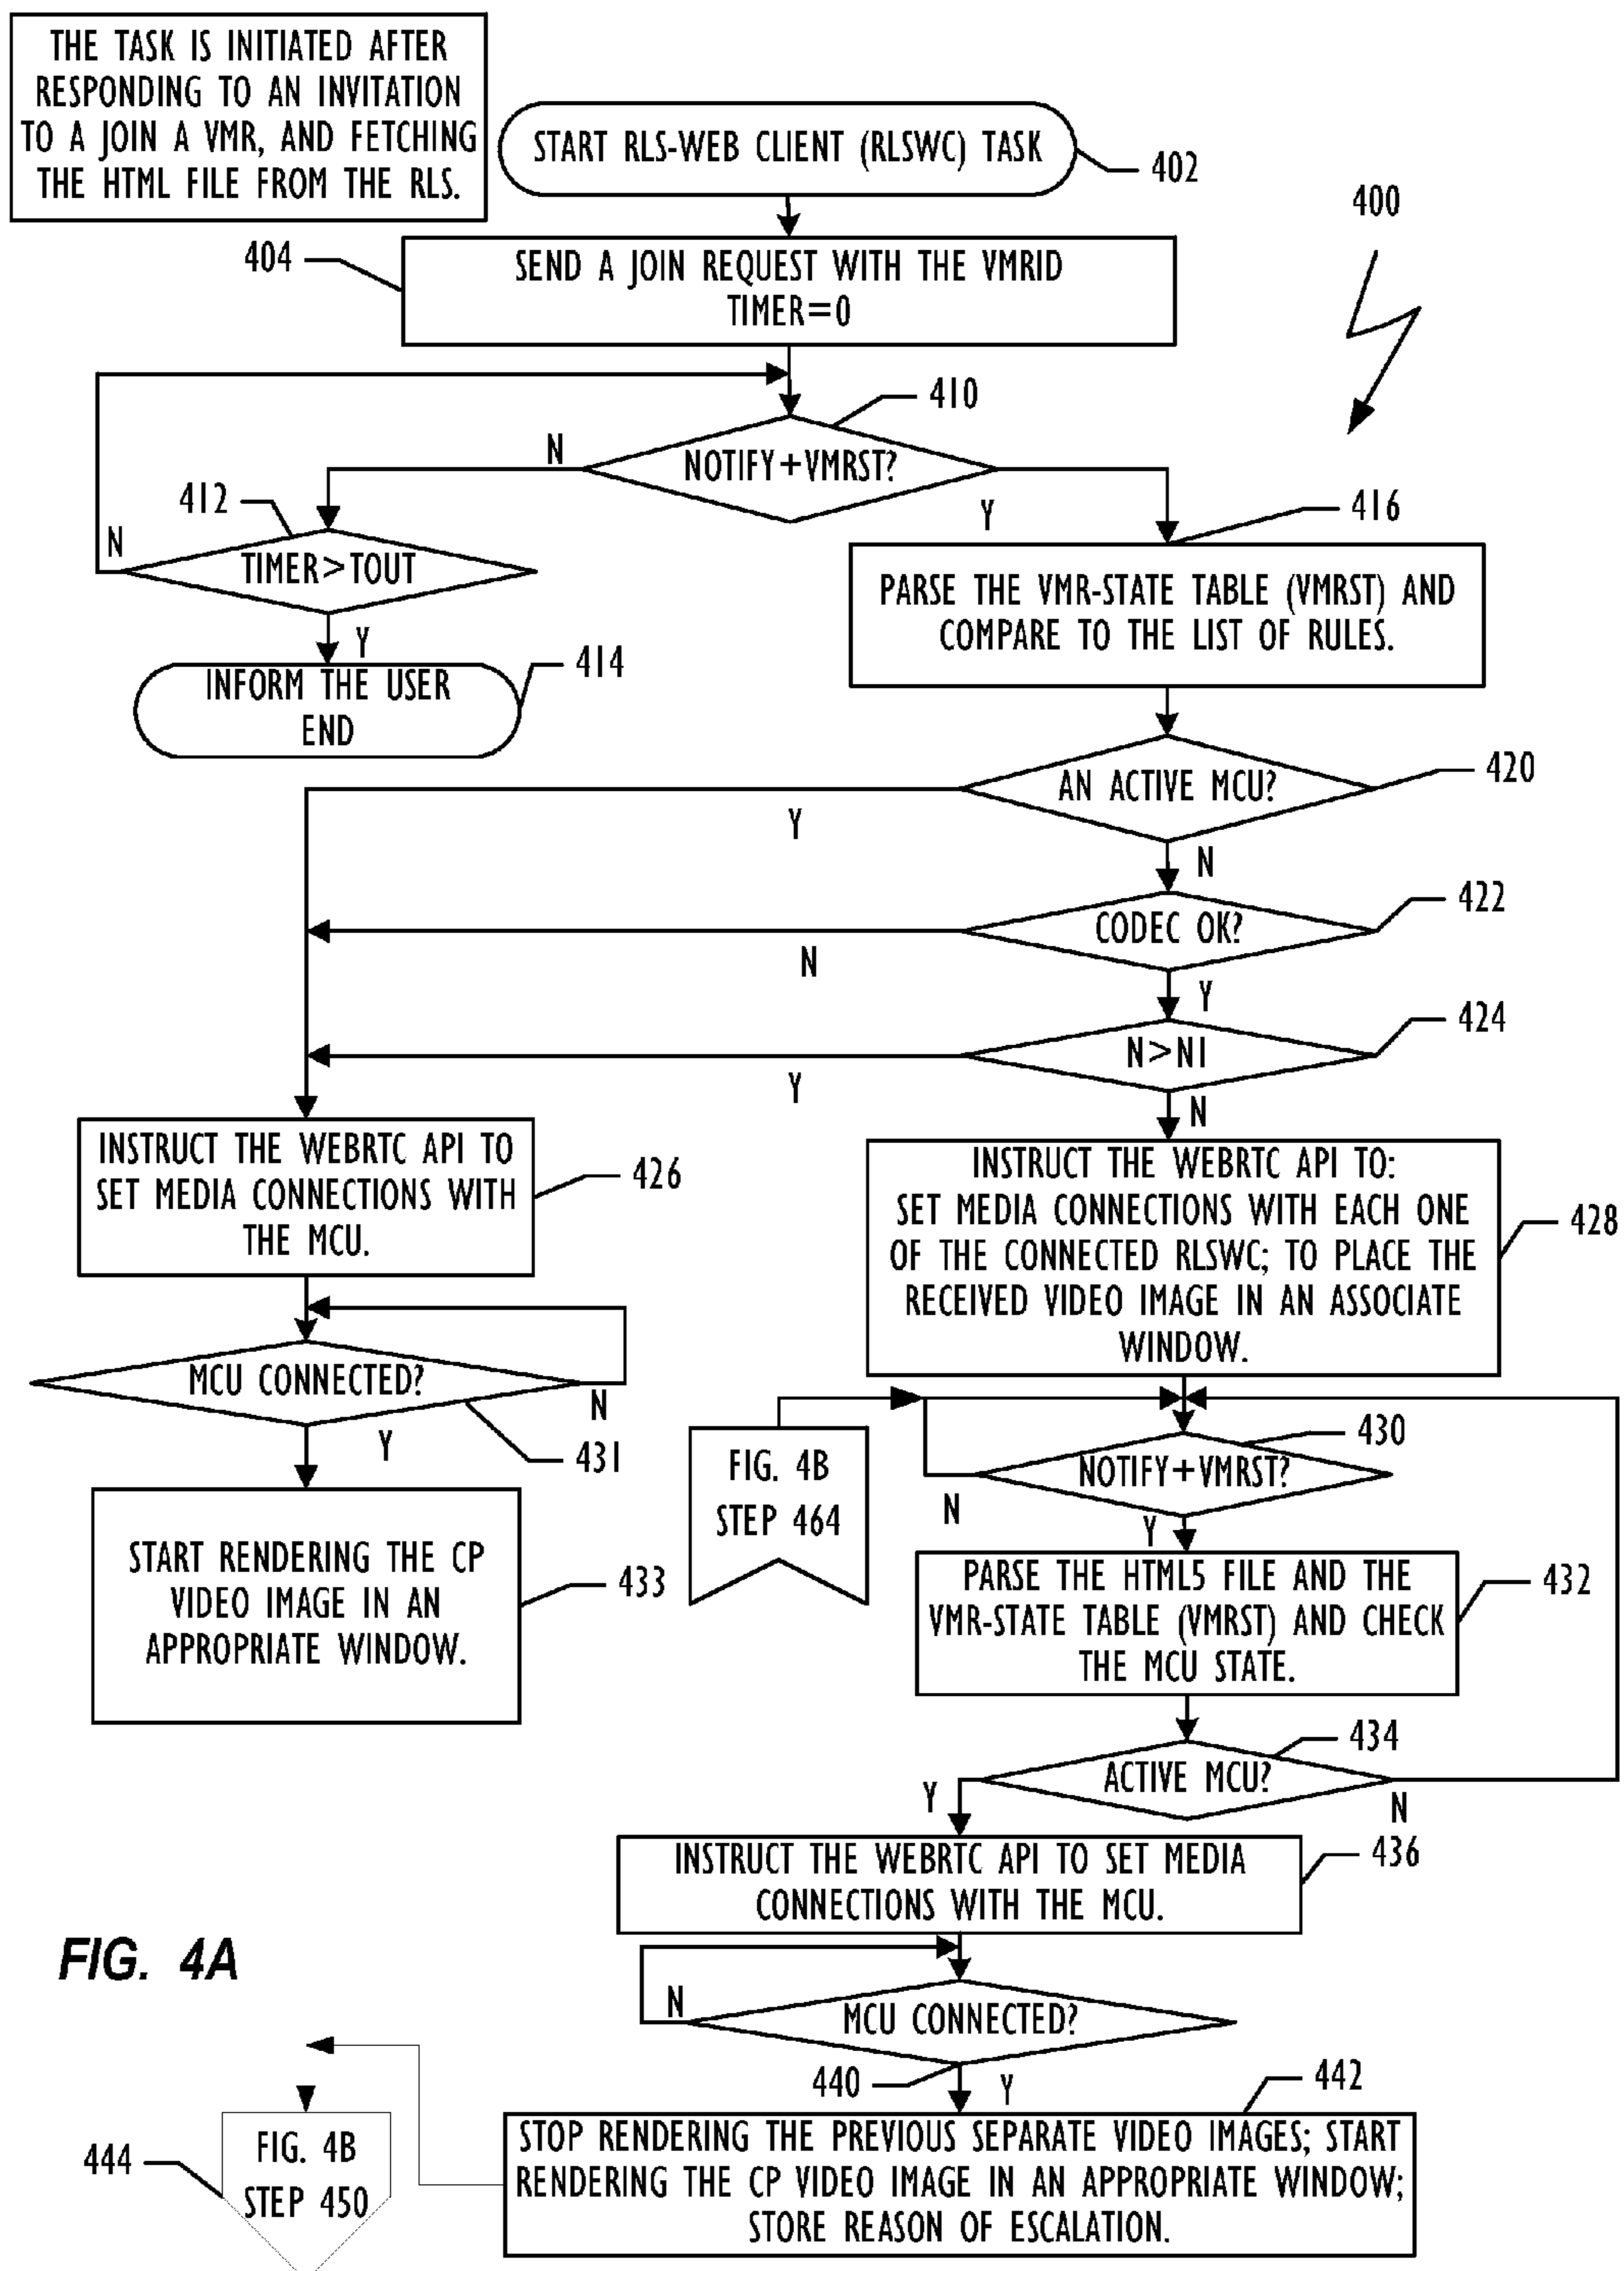 THE TASK IS INITIATED AFTER
RESPONDING TO AN INVITATION
TO A JOIN A VMR, AND FETCHING
THE HTML FILE FROM THE RLS.
START RLS-WEB CLIENT (RLSWC) TASK
402
400
404
SEND A JOIN REQUEST WITH THE VMRID
TIMER=0
410
N
NOTIFY+VMRST?
Y
412
N
TIMER>TOUT
Y
416
PARSE THE VMR-STATE TABLE (VMRST) AND
COMPARE TO THE LIST OF RULES.
414
INFORM THE USER
END
AN ACTIVE MCU?
420
Y
N
CODEC OK?
422
N
Y
N>N1
424
Y
N
INSTRUCT THE WEBRTC API TO
SET MEDIA CONNECTIONS WITH
THE MCU.
426
INSTRUCT THE WEBRTC API TO:
SET MEDIA CONNECTIONS WITH EACH ONE
OF THE CONNECTED RLSWC; TO PLACE THE
RECEIVED VIDEO IMAGE IN AN ASSOCIATE
WINDOW.
428
MCU CONNECTED?
N
Y
431
FIG. 4B
STEP 464
430
NOTIFY+VMRST?
N
Y
START RENDERING THE CP
VIDEO IMAGE IN AN
APPROPRIATE WINDOW.
433
PARSE THE HTML5 FILE AND THE
VMR-STATE TABLE (VMRST) AND CHECK
THE MCU STATE.
432
434
ACTIVE MCU?
Y
N
INSTRUCT THE WEBRTC API TO SET MEDIA
CONNECTIONS WITH THE MCU.
436
FIG. 4A
N
MCU CONNECTED?
440
Y
442
444
FIG. 4B
STEP 450
STOP RENDERING THE PREVIOUS SEPARATE VIDEO IMAGES; START
RENDERING THE CP VIDEO IMAGE IN AN APPROPRIATE WINDOW;
STORE REASON OF ESCALATION.